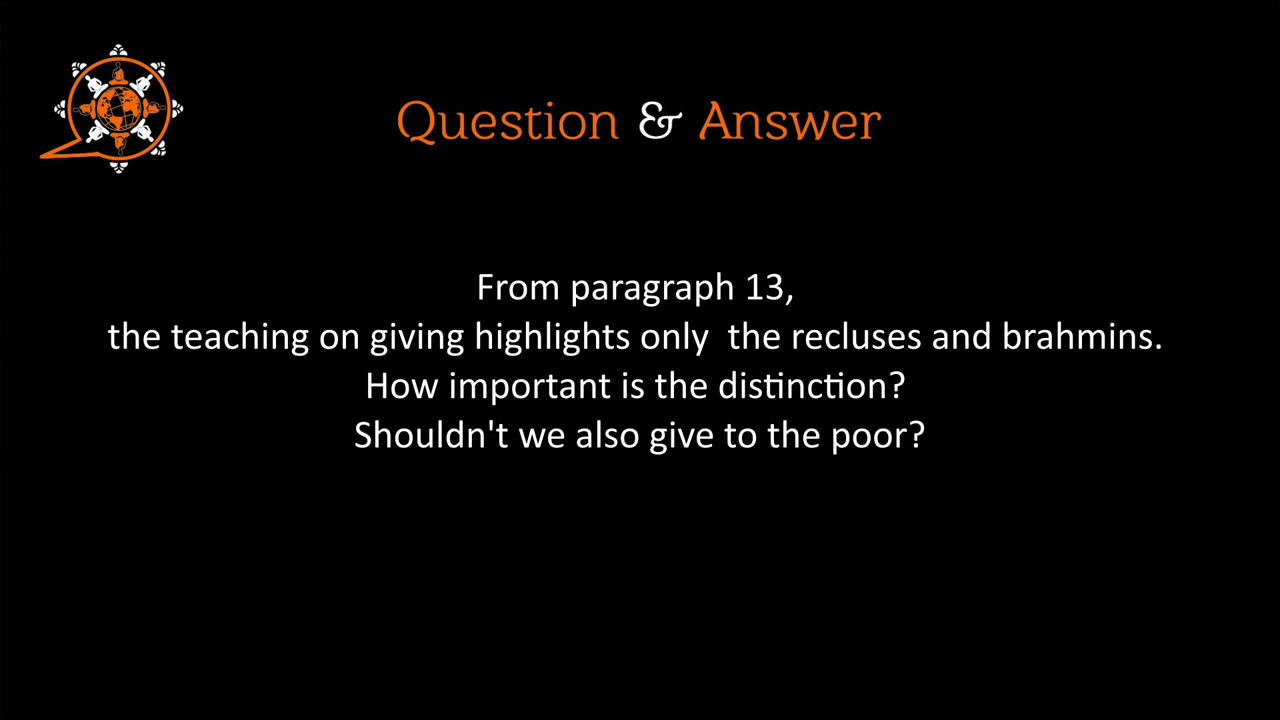 Question & Answer
From paragraph 13,
the teaching on giving highlights only  the recluses and brahmins.
How important is the distinction?
Shouldn't we also give to the poor?